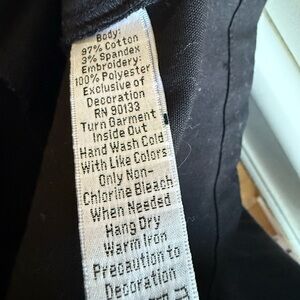 Body:
97% Cotton
3% Spandex
Embroidery:
100% Polyester
Exclusive of
Decoration
RN 90133
Turn Garment
Inside Out
Hand Wash Cold
With Like Colors
Only Non-
Chlorine Bleach
When Needed
Hang Dry
Warm Iron
Precaution to
Decoration